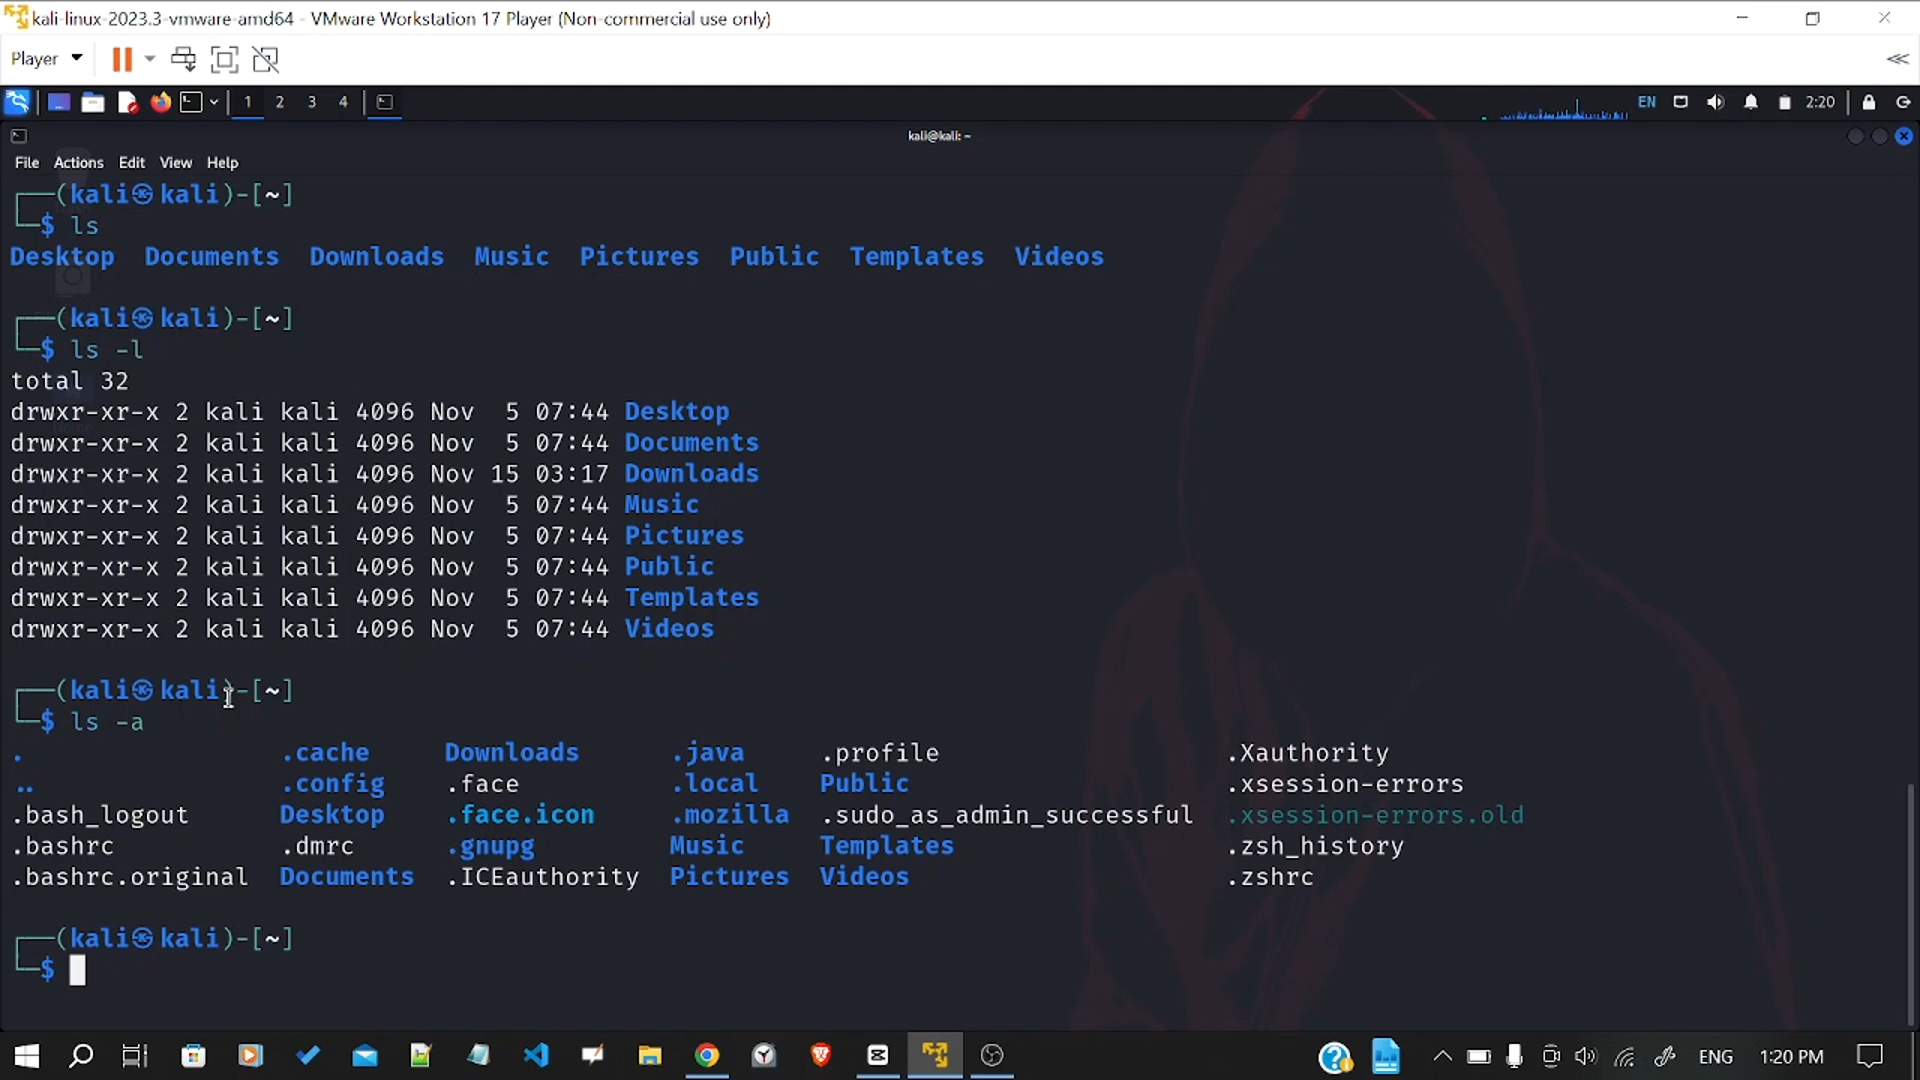 kali-linux-2023.3-vmware-amd64 - VMware Workstation 17 Player (Non-commercial use only)
Player
1 2 3 4 EN 2:20
kali@kali: ~
File Actions Edit View Help
┌──(kali㉿kali)-[~]
└─$ ls
Desktop Documents Downloads Music Pictures Public Templates Videos
┌──(kali㉿kali)-[~]
└─$ ls -l
total 32
drwxr-xr-x 2 kali kali 4096 Nov  5 07:44 Desktop
drwxr-xr-x 2 kali kali 4096 Nov  5 07:44 Documents
drwxr-xr-x 2 kali kali 4096 Nov 15 03:17 Downloads
drwxr-xr-x 2 kali kali 4096 Nov  5 07:44 Music
drwxr-xr-x 2 kali kali 4096 Nov  5 07:44 Pictures
drwxr-xr-x 2 kali kali 4096 Nov  5 07:44 Public
drwxr-xr-x 2 kali kali 4096 Nov  5 07:44 Templates
drwxr-xr-x 2 kali kali 4096 Nov  5 07:44 Videos
┌──(kali㉿kali)-[~]
└─$ ls -a
. .cache Downloads .java .profile .Xauthority
.. .config .face .local Public .xsession-errors
.bash_logout Desktop .face.icon .mozilla .sudo_as_admin_successful .xsession-errors.old
.bashrc .dmrc .gnupg Music Templates .zsh_history
.bashrc.original Documents .ICEauthority Pictures Videos .zshrc
┌──(kali㉿kali)-[~]
└─$
ENG 1:20 PM